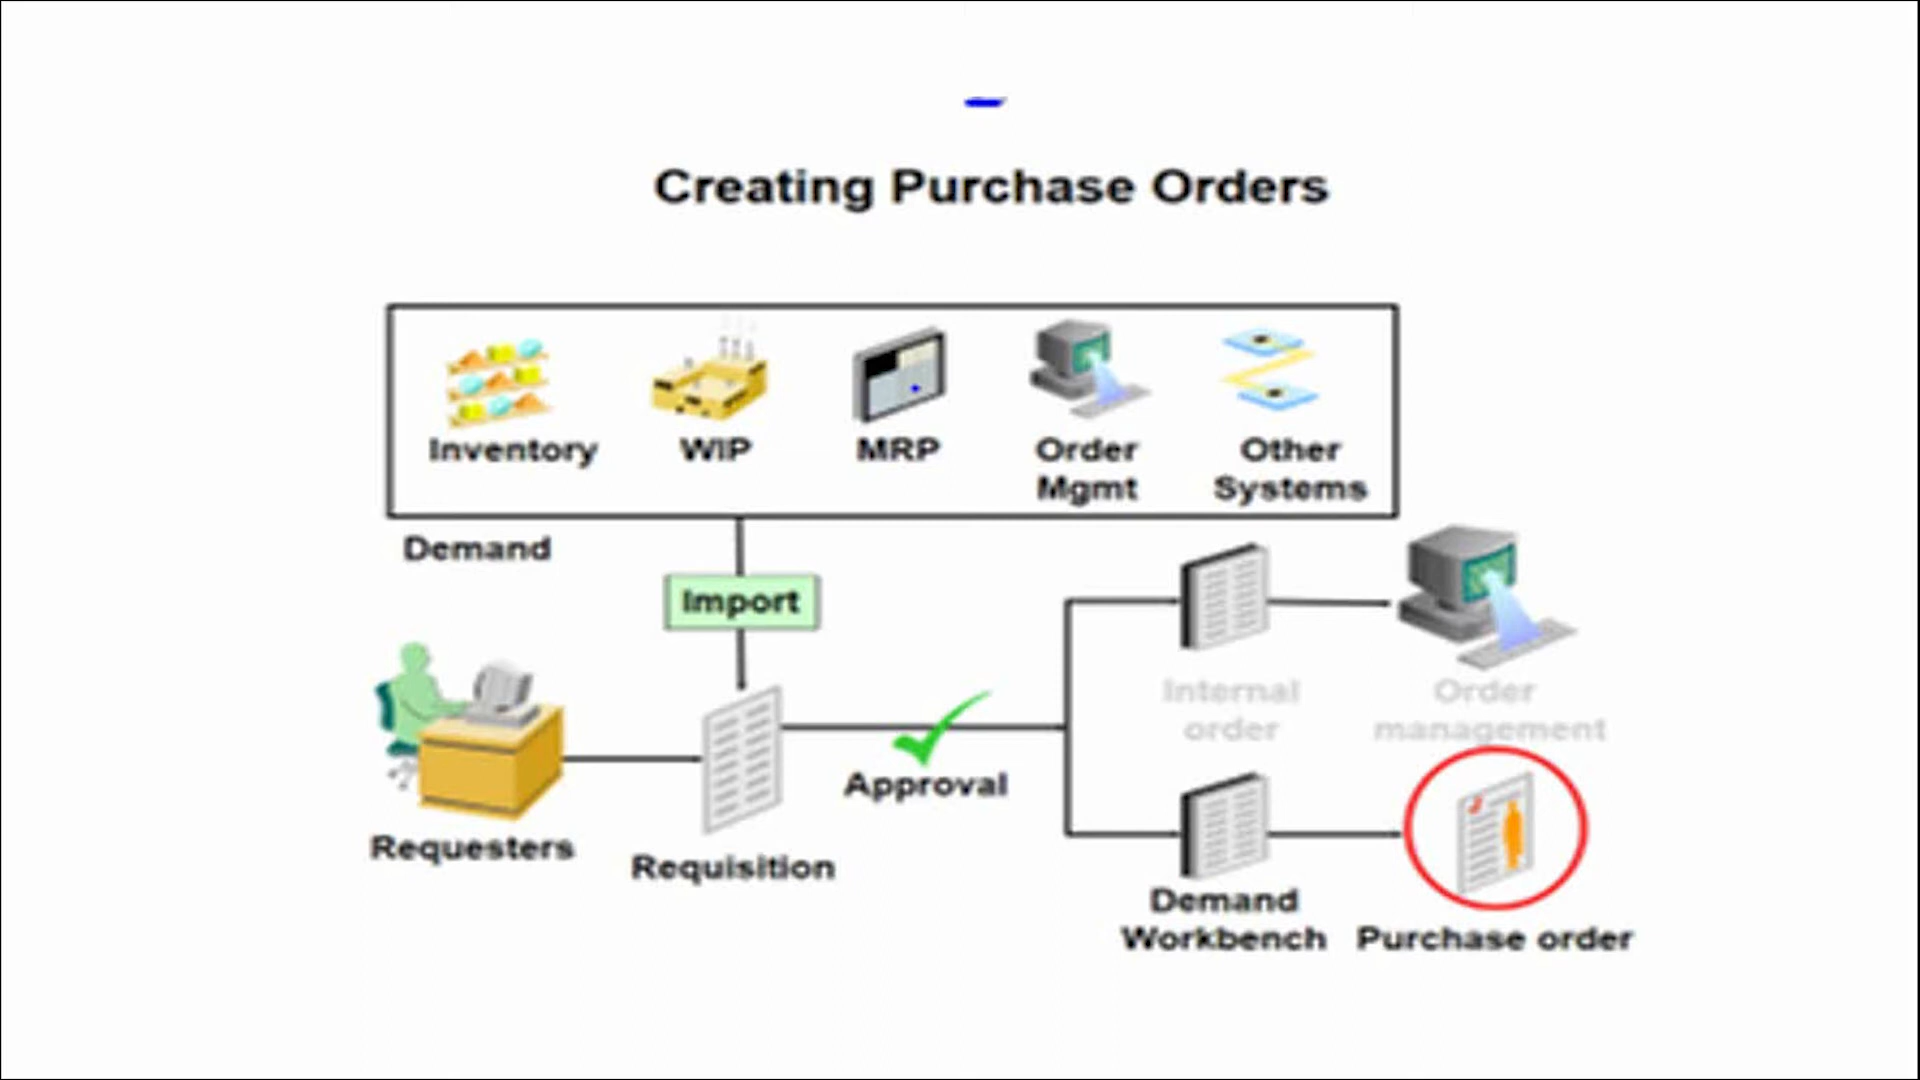 Creating Purchase Orders
Inventory
WIP
MRP
Order
Mgmt
Other
Systems
Demand
Import
Requesters
Requisition
Approval
Internal
order
Order
management
Demand
Workbench
Purchase order